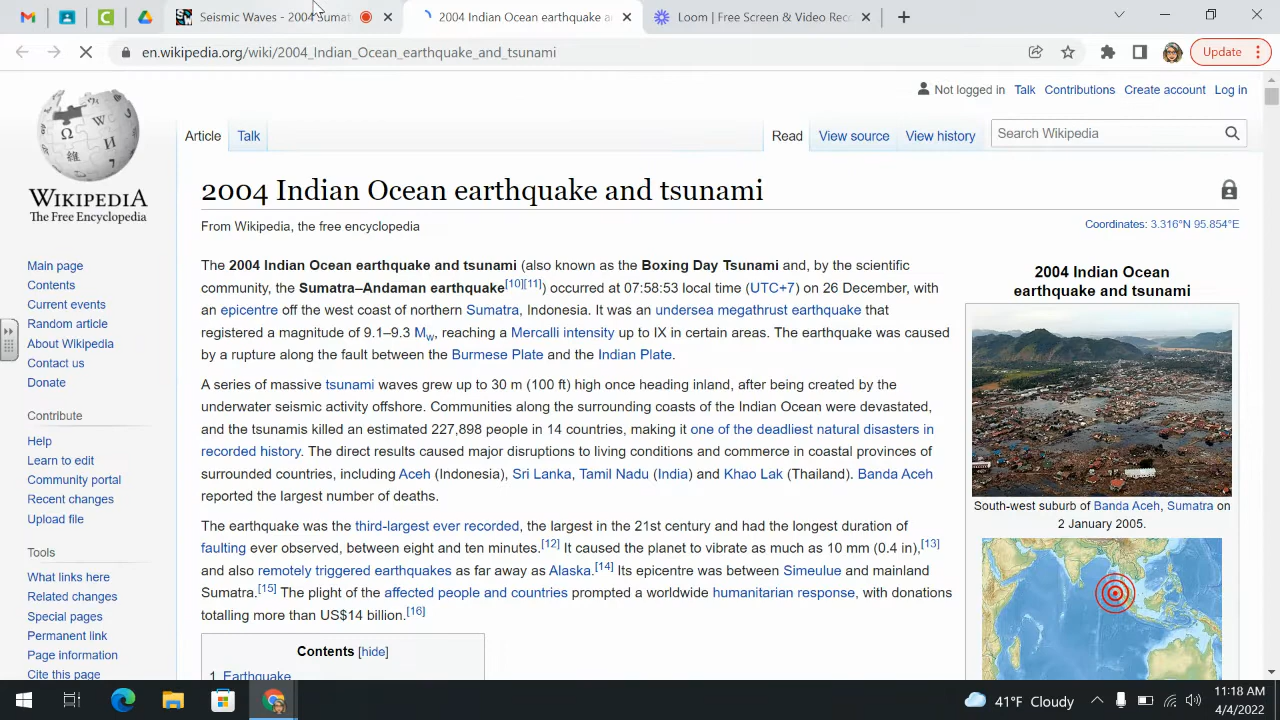 Seismic Waves - 2004 Sumat
2004 Indian Ocean earthquake a
Loom | Free Screen & Video Rec
en.wikipedia.org/wiki/2004_Indian_Ocean_earthquake_and_tsunami
Update
Not logged in Talk Contributions Create account Log in
Article Talk
Read View source View history
Search Wikipedia
WIKIPEDIA
The Free Encyclopedia
Main page
Contents
Current events
Random article
About Wikipedia
Contact us
Donate
Contribute
Help
Learn to edit
Community portal
Recent changes
Upload file
Tools
What links here
Related changes
Special pages
Permanent link
Page information
Cite this page
2004 Indian Ocean earthquake and tsunami
From Wikipedia, the free encyclopedia
Coordinates: 3.316°N 95.854°E
The 2004 Indian Ocean earthquake and tsunami (also known as the Boxing Day Tsunami and, by the scientific
community, the Sumatra–Andaman earthquake[10][11]) occurred at 07:58:53 local time (UTC+7) on 26 December, with
an epicentre off the west coast of northern Sumatra, Indonesia. It was an undersea megathrust earthquake that
registered a magnitude of 9.1–9.3 Mw, reaching a Mercalli intensity up to IX in certain areas. The earthquake was caused
by a rupture along the fault between the Burmese Plate and the Indian Plate.
A series of massive tsunami waves grew up to 30 m (100 ft) high once heading inland, after being created by the
underwater seismic activity offshore. Communities along the surrounding coasts of the Indian Ocean were devastated,
and the tsunamis killed an estimated 227,898 people in 14 countries, making it one of the deadliest natural disasters in
recorded history. The direct results caused major disruptions to living conditions and commerce in coastal provinces of
surrounded countries, including Aceh (Indonesia), Sri Lanka, Tamil Nadu (India) and Khao Lak (Thailand). Banda Aceh
reported the largest number of deaths.
The earthquake was the third-largest ever recorded, the largest in the 21st century and had the longest duration of
faulting ever observed, between eight and ten minutes.[12] It caused the planet to vibrate as much as 10 mm (0.4 in),[13]
and also remotely triggered earthquakes as far away as Alaska.[14] Its epicentre was between Simeulue and mainland
Sumatra.[15] The plight of the affected people and countries prompted a worldwide humanitarian response, with donations
totalling more than US$14 billion.[16]
Contents [hide]
1 Earthquake
2004 Indian Ocean
earthquake and tsunami
South-west suburb of Banda Aceh, Sumatra on
2 January 2005.
41°F Cloudy
11:18 AM
4/4/2022